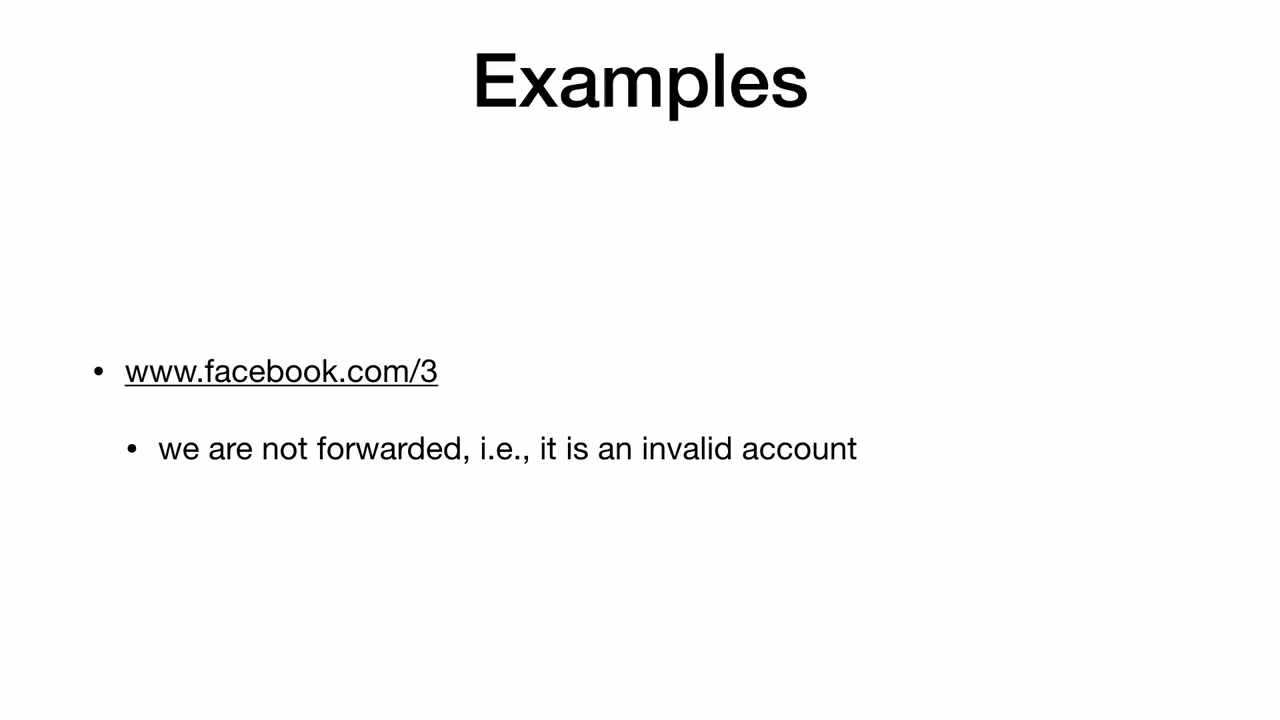 Examples
• www.facebook.com/3
• we are not forwarded, i.e., it is an invalid account